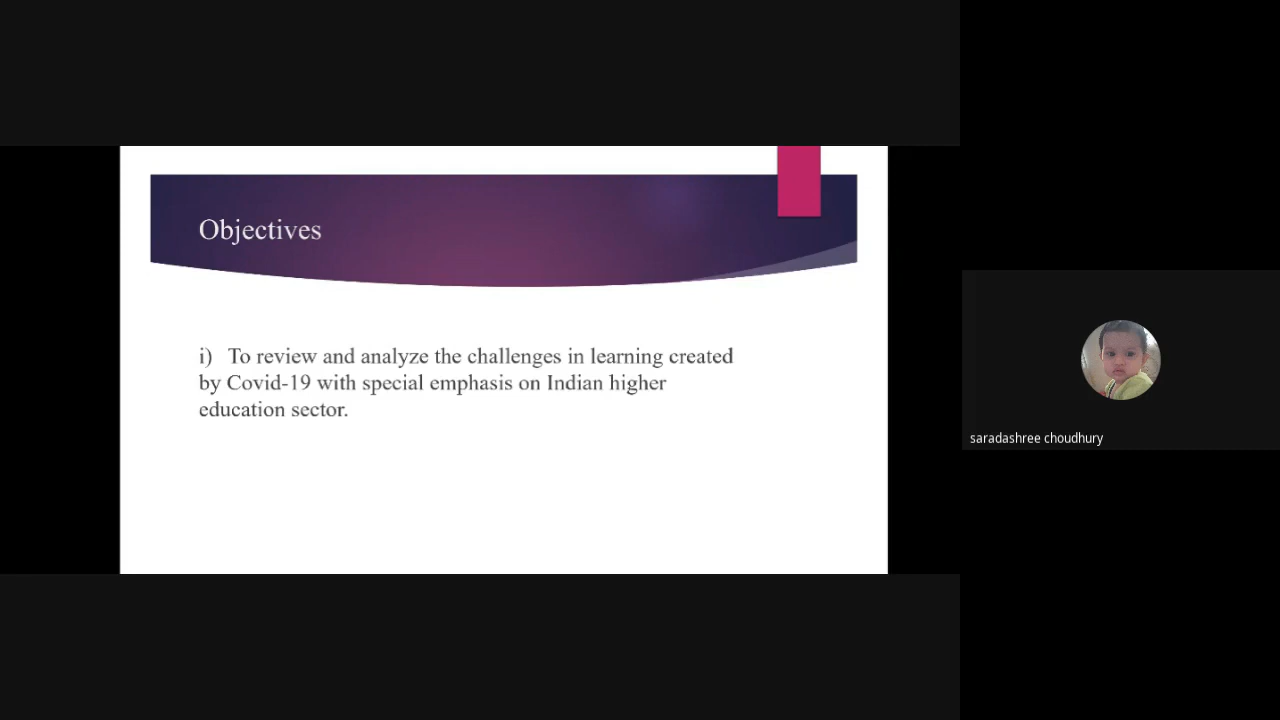 Objectives
i) To review and analyze the challenges in learning created
by Covid-19 with special emphasis on Indian higher
education sector.
saradashree choudhury